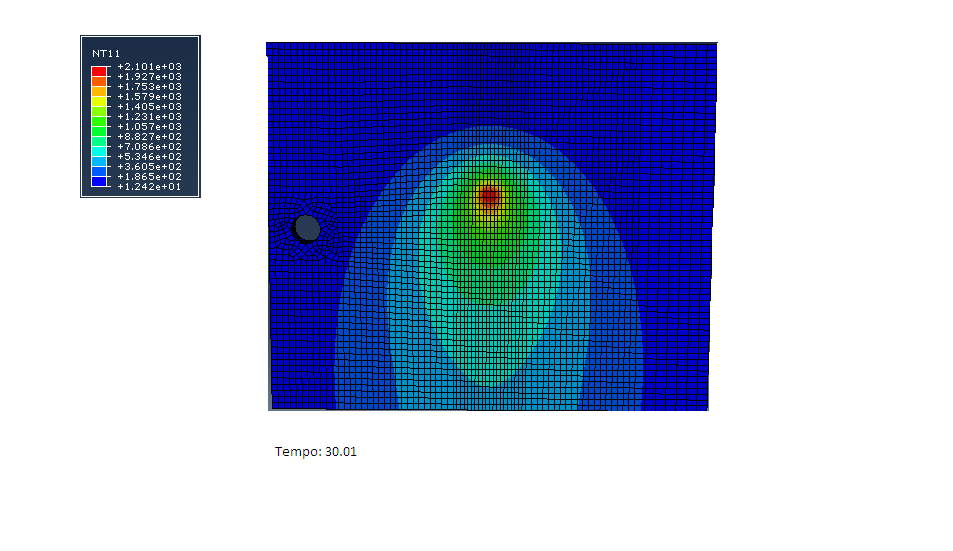 NT11
+2.101e+03
+1.927e+03
+1.753e+03
+1.579e+03
+1.405e+03
+1.231e+03
+1.057e+03
+8.827e+02
+7.086e+02
+5.346e+02
+3.605e+02
+1.865e+02
+1.242e+01
Tempo: 30.01